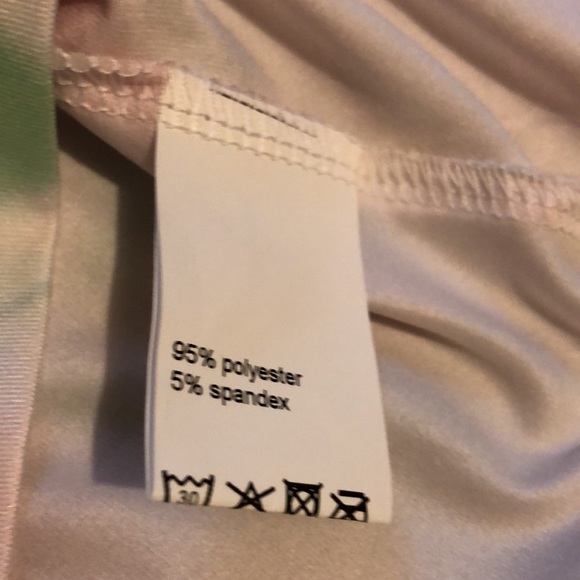 95% polyester
5% spandex
30